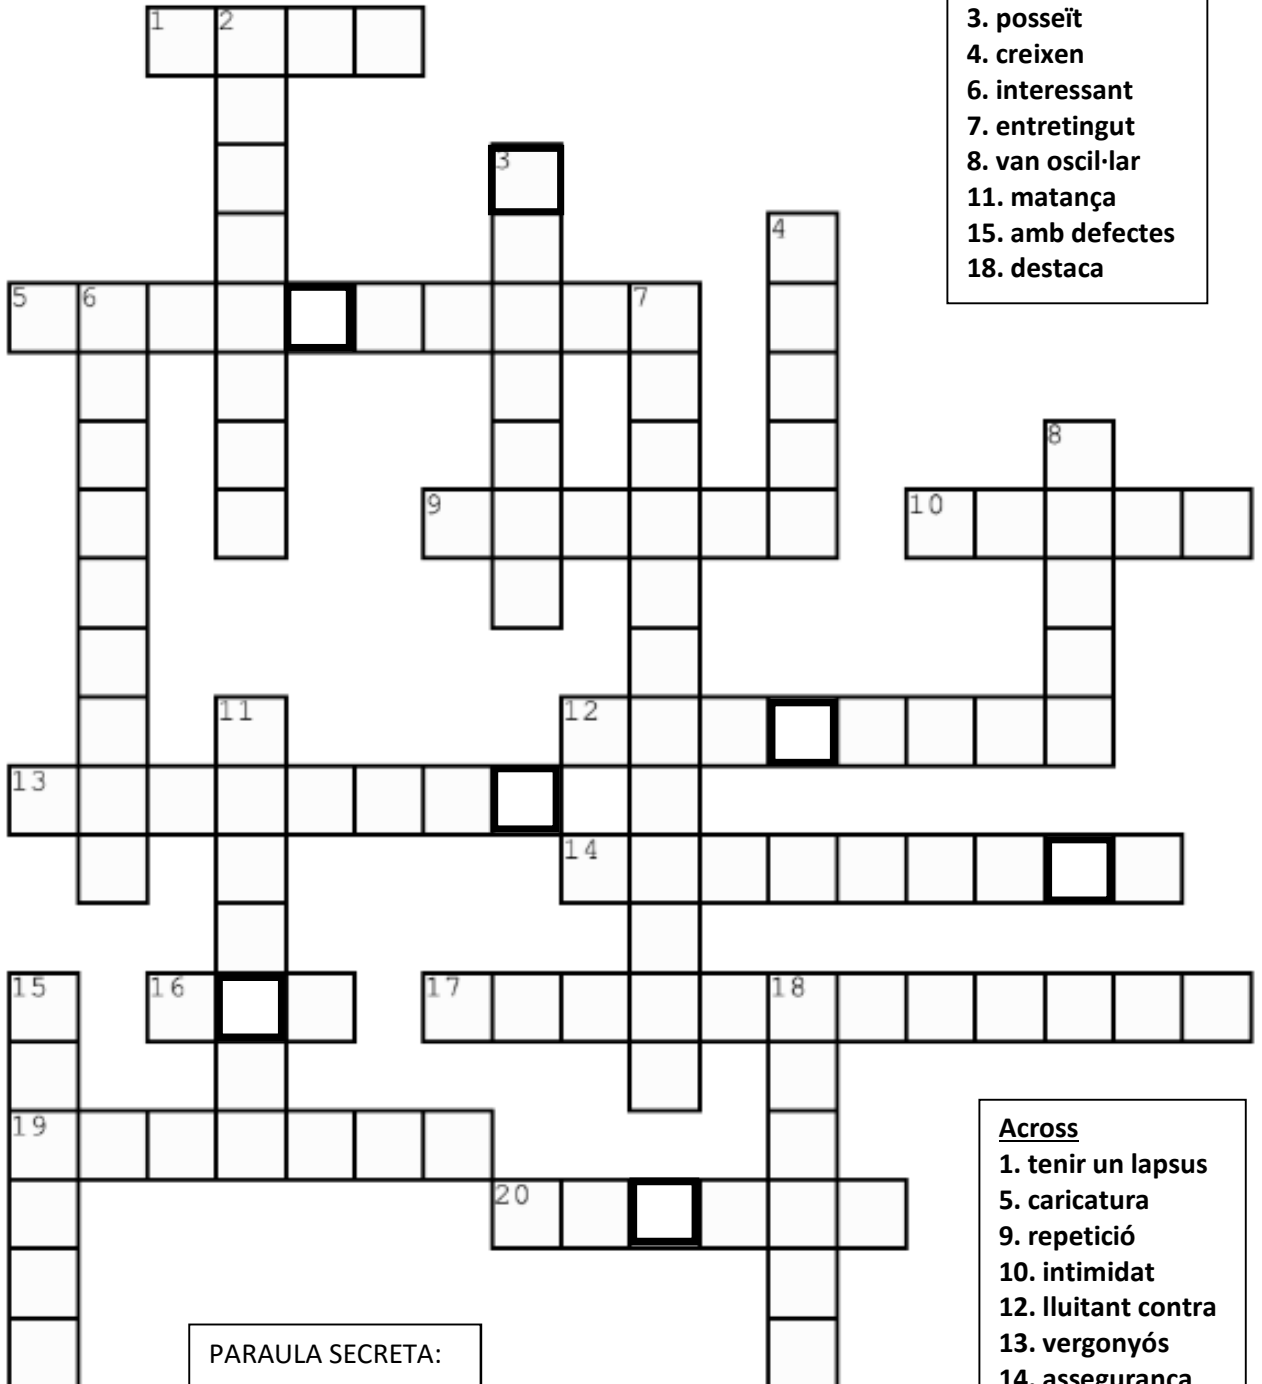 1 2
3. posseït
4. creixen
6. interessant
7. entretingut
8. van oscil·lar
11. matança
15. amb defectes
18. destaca
3
4
5 6 7
8
9 10
11 12
13
14
15 16 17 18
19
20
Across
1. tenir un lapsus
5. caricatura
9. repetició
10. intimidat
12. lluitant contra
13. vergonyós
14. assegurança
PARAULA SECRETA: